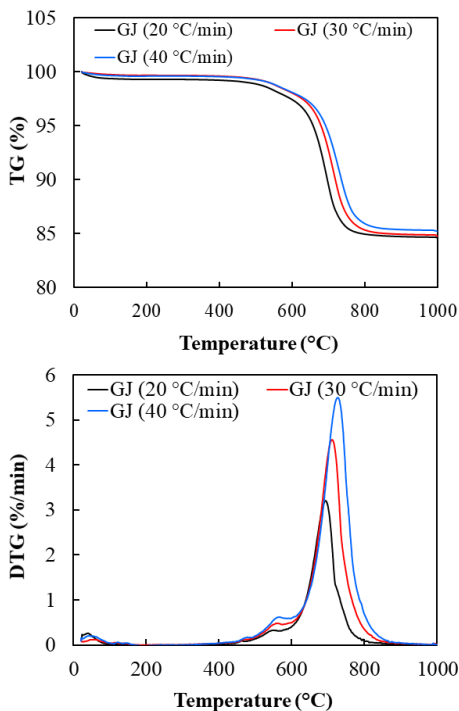 105
GJ (20 °C/min) GJ (30 °C/min)
GJ (40 °C/min)
100
95
TG (%)
90
85
80
0 200 400 600 800 1000
Temperature (°C)
6
GJ (20 °C/min) GJ (30 °C/min)
GJ (40 °C/min)
5
4
DTG (%/min)
3
2
1
0
0 200 400 600 800 1000
Temperature (°C)